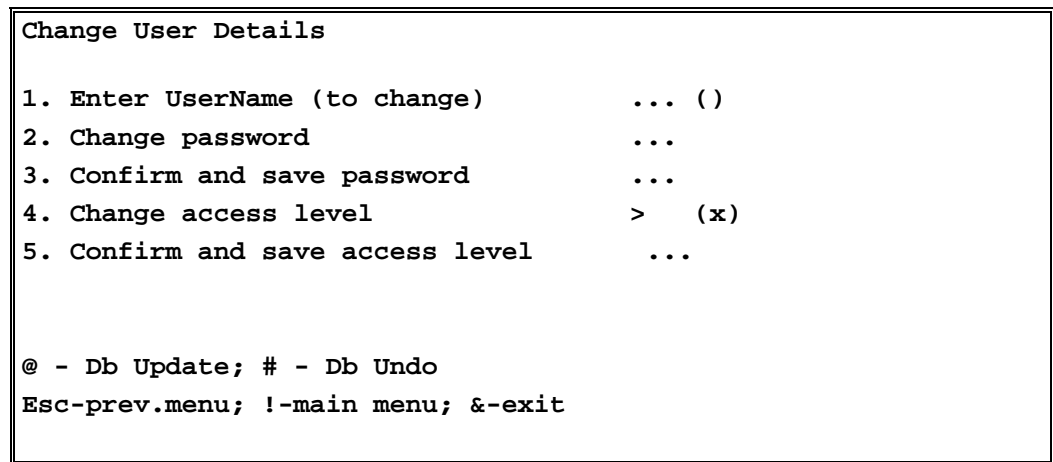 Change User Details
1. Enter UserName (to change) ... ()
2. Change password ...
3. Confirm and save password ...
4. Change access level > (x)
5. Confirm and save access level ...
@ - Db Update; # - Db Undo
Esc-prev.menu; !-main menu; &-exit